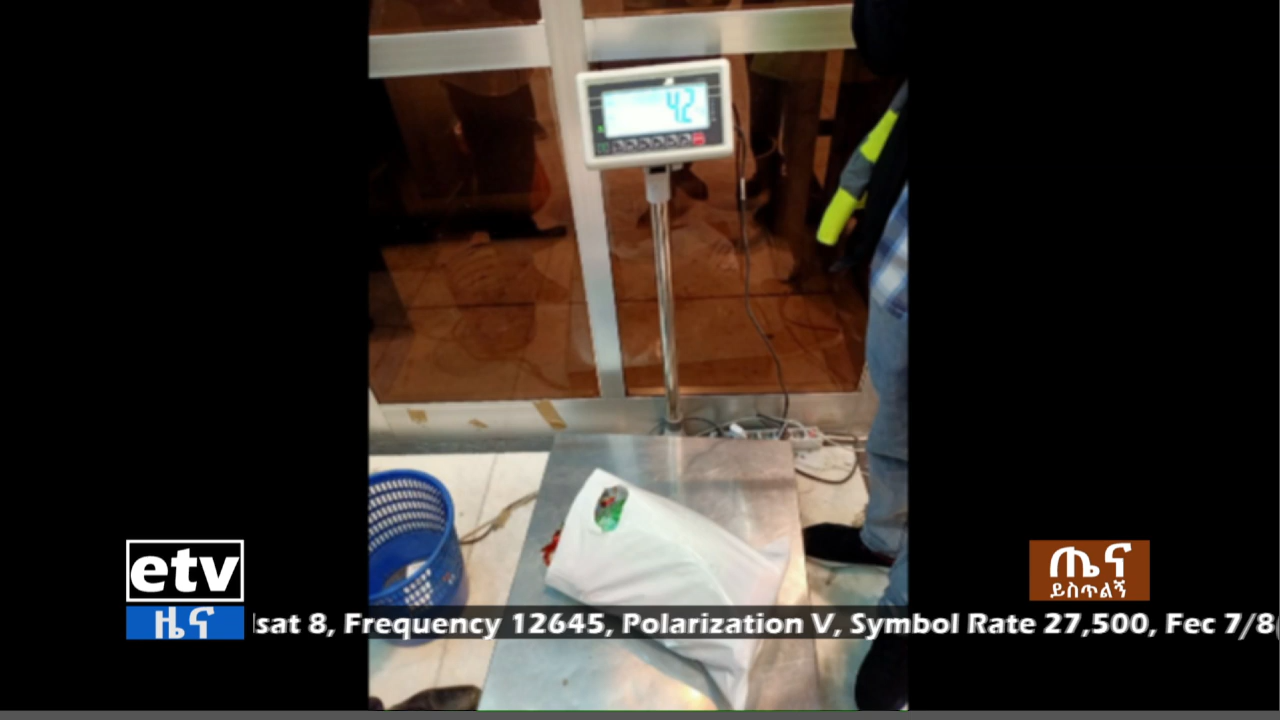 42
etv
ዜና
ጤና
ይስጥልኝ
sat 8, Frequency 12645, Polarization V, Symbol Rate 27,500, Fec 7/8